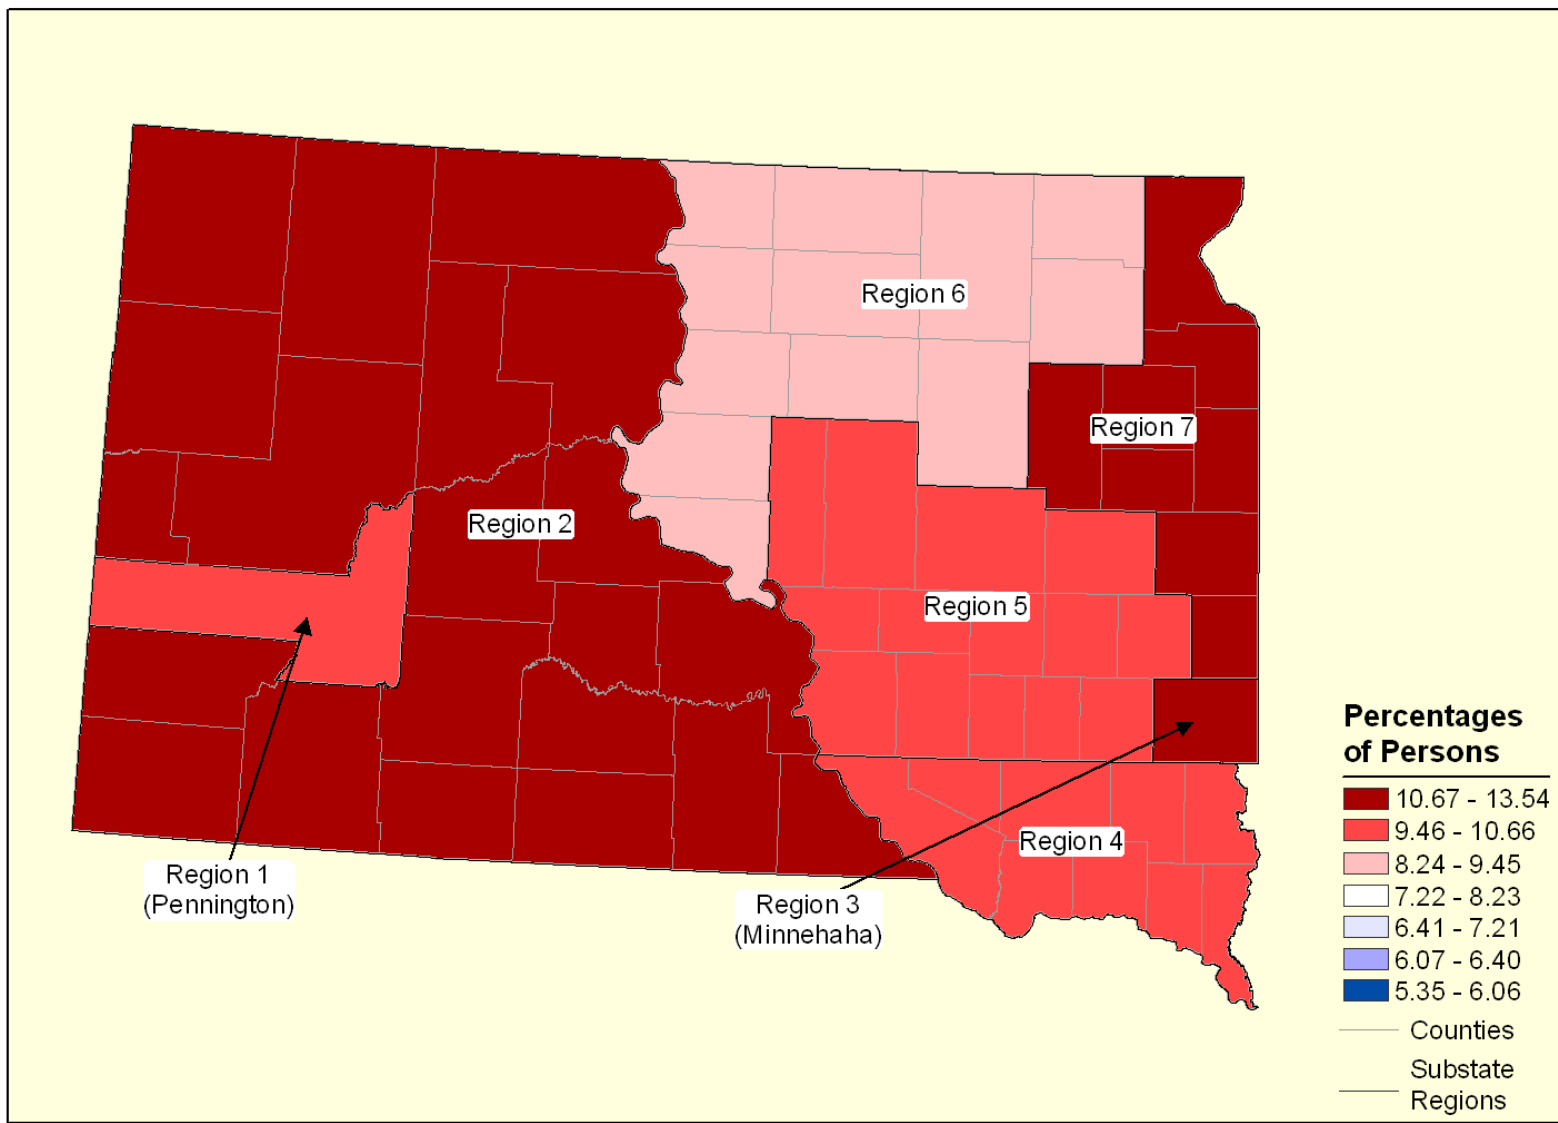 Region 6
Region 7
Region 2
Region 5
Region 4
Region 1
(Pennington)
Region 3
(Minnehaha)
Percentages
of Persons
10.67 - 13.54
9.46 - 10.66
8.24 - 9.45
7.22 - 8.23
6.41 - 7.21
6.07 - 6.40
5.35 - 6.06
Counties
Substate
Regions